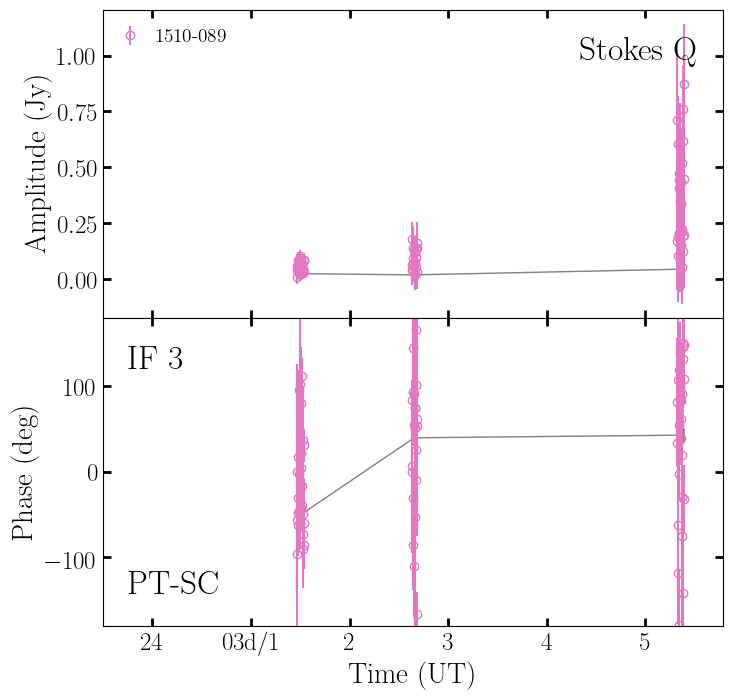 1510-089
Stokes Q
1.00
0.75
0.50
0.25
0.00
Amplitude (Jy)
IF 3
100
0
−100
Phase (deg)
PT-SC
24 03d/1 2 3 4 5
Time (UT)